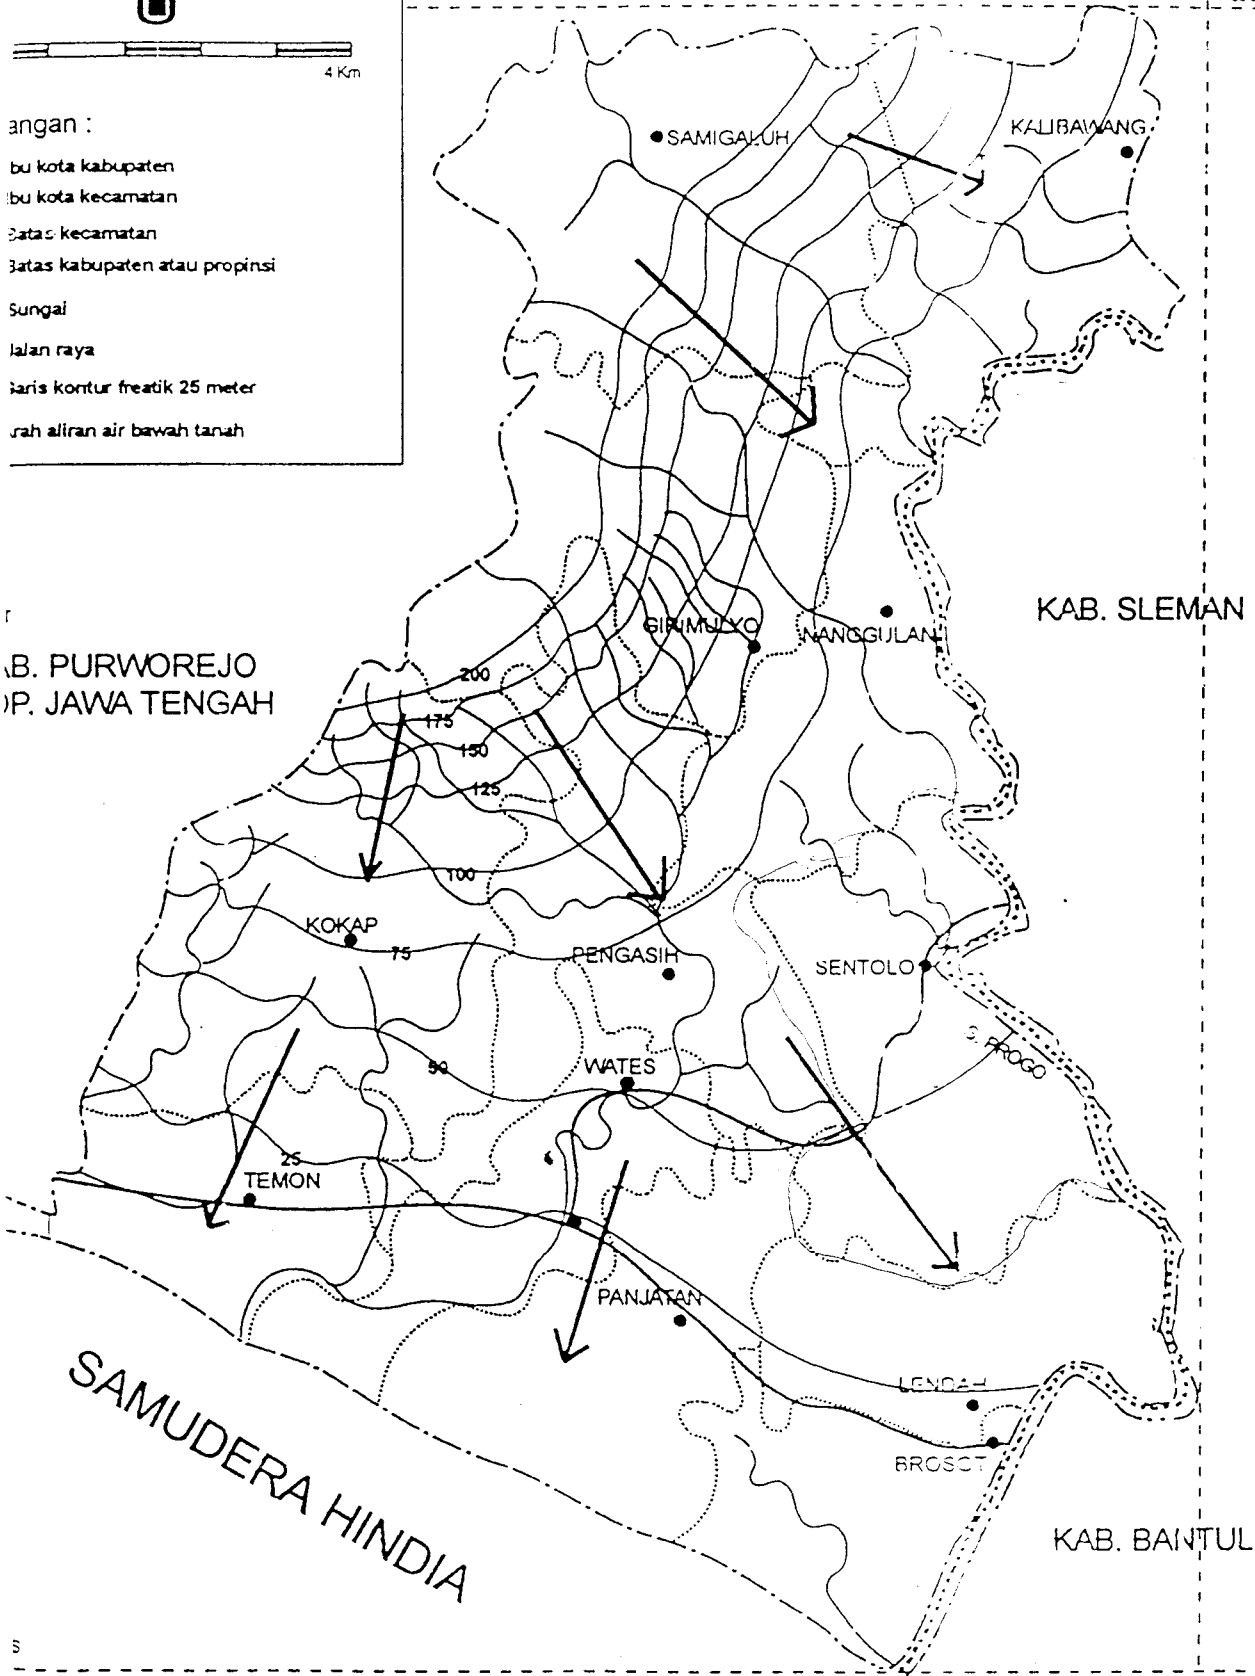 4 Km
angan :
bu kota kabupaten
bu kota kecamatan
Batas kecamatan
Batas kabupaten atau propinsi
Sungai
Jalan raya
Garis kontur freatik 25 meter
rah aliran air bawah tanah
SAMIGALUH
KALIBAWANG
KAB. SLEMAN
GIRIMULYO
NANGGULAN
AB. PURWOREJO
OP. JAWA TENGAH
200
175
150
125
100
KOKAP
75
PENGASIH
SENTOLO
S. PROGO
50
WATES
25
TEMON
PANJATAN
LENDAH
BROSOT
SAMUDERA HINDIA
KAB. BANTUL
s